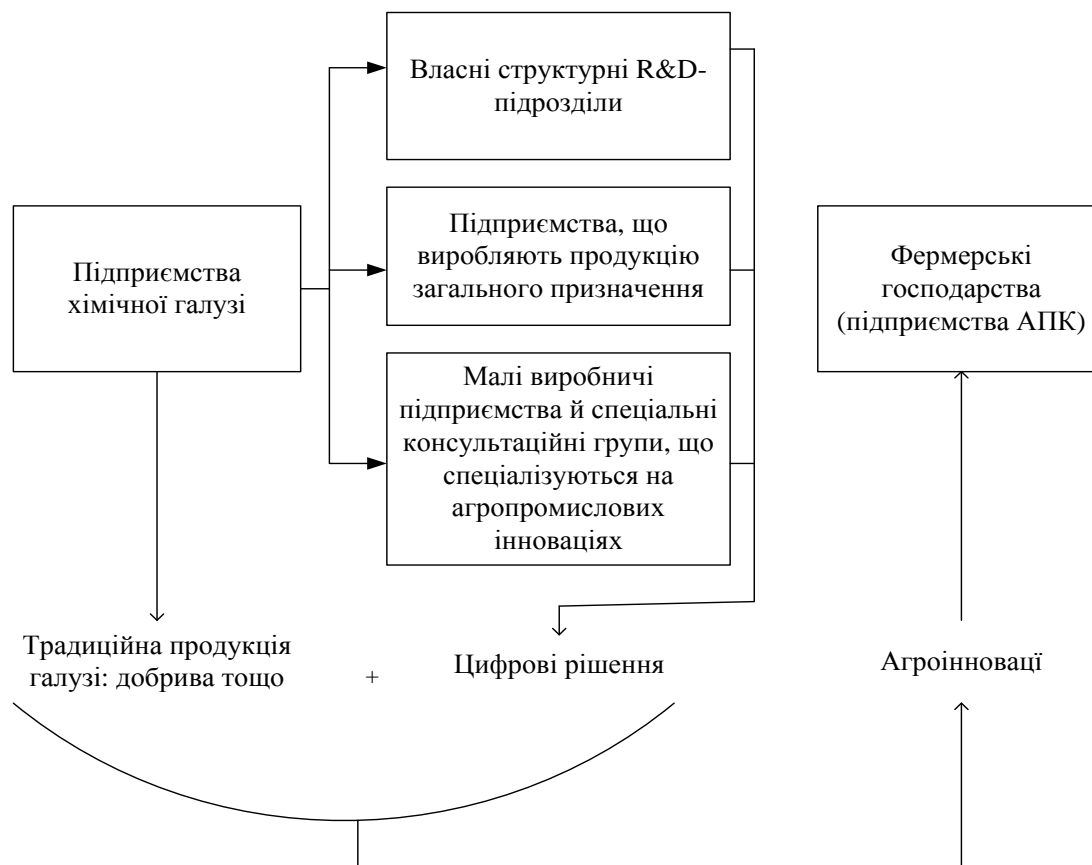 Власні структурні R&D-
підрозділи
Підприємства
хімічної галузі
Підприємства, що
виробляють продукцію
загального призначення
Фермерські
господарства
(підприємства АПК)
Малі виробничі
підприємства й спеціальні
консультаційні групи, що
спеціалізуються на
агропромислових
інноваціях
Традиційна продукція
галузі: добрива тощо
+
Цифрові рішення
Агроінновації